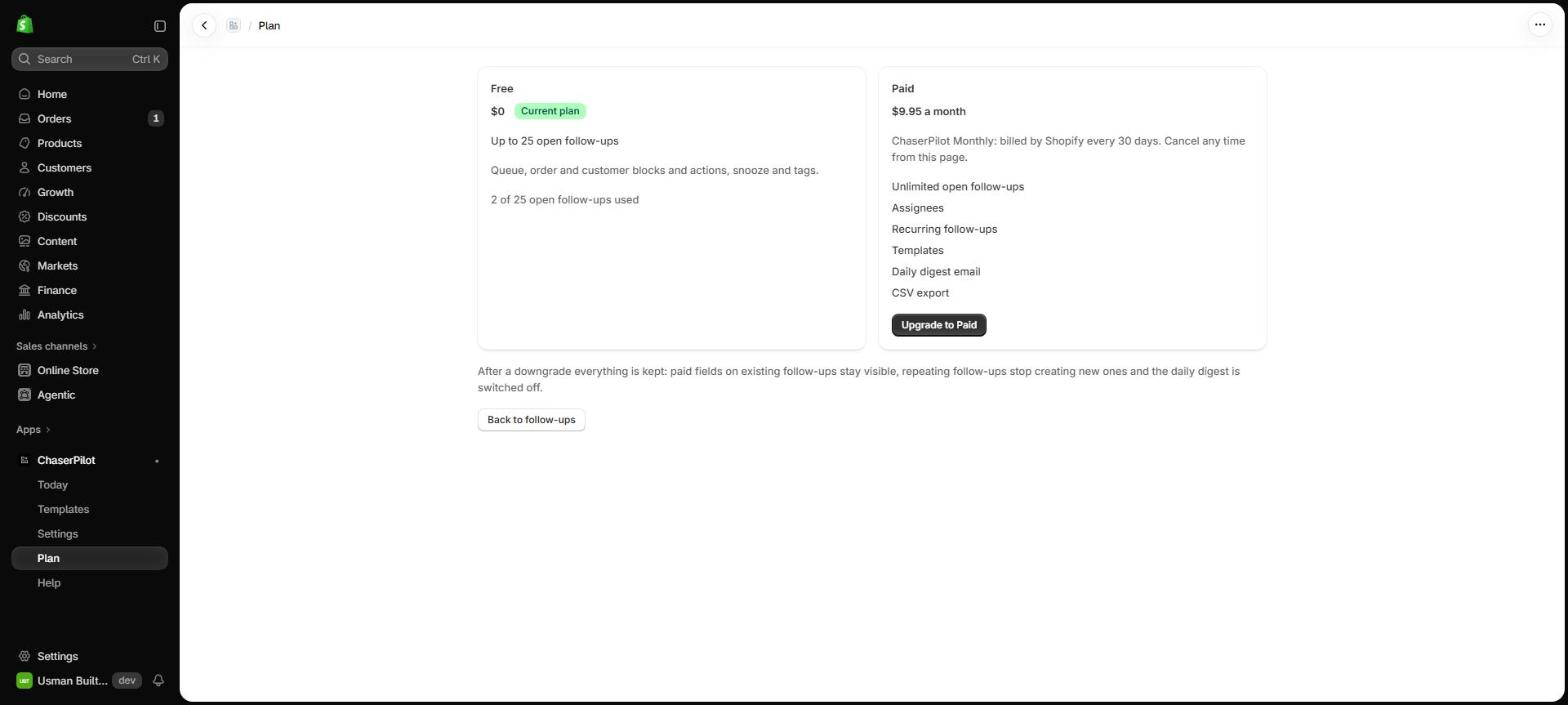 Search Ctrl K
Home
Orders 1
Products
Customers
Growth
Discounts
Content
Markets
Finance
Analytics
Sales channels
Online Store
Agentic
Apps
ChaserPilot
Today
Templates
Settings
Plan
Help
Settings
Usman Built... dev
/ Plan
Free
$0 Current plan
Up to 25 open follow-ups
Queue, order and customer blocks and actions, snooze and tags.
2 of 25 open follow-ups used
Paid
$9.95 a month
ChaserPilot Monthly: billed by Shopify every 30 days. Cancel any time
from this page.
Unlimited open follow-ups
Assignees
Recurring follow-ups
Templates
Daily digest email
CSV export
Upgrade to Paid
After a downgrade everything is kept: paid fields on existing follow-ups stay visible, repeating follow-ups stop creating new ones and the daily digest is
switched off.
Back to follow-ups